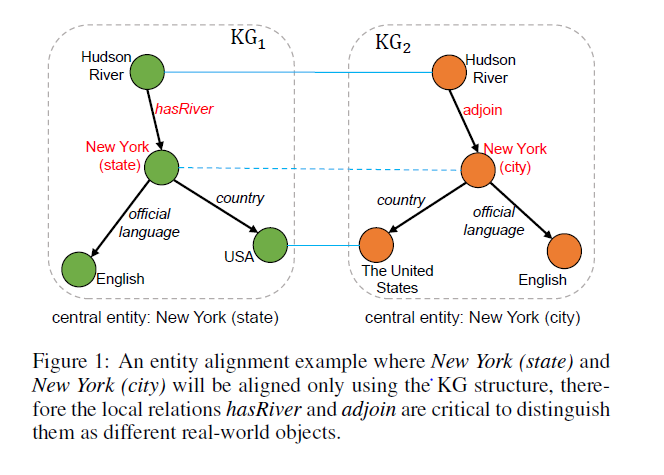 KG1
KG2
Hudson
River
Hudson
River
hasRiver
adjoin
New York
(state)
New York
(city)
country
country
official
language
official
language
USA
The United
States
English
English
central entity: New York (state)
central entity: New York (city)
Figure 1: An entity alignment example where New York (state) and
New York (city) will be aligned only using the KG structure, there-
fore the local relations hasRiver and adjoin are critical to distinguish
them as different real-world objects.